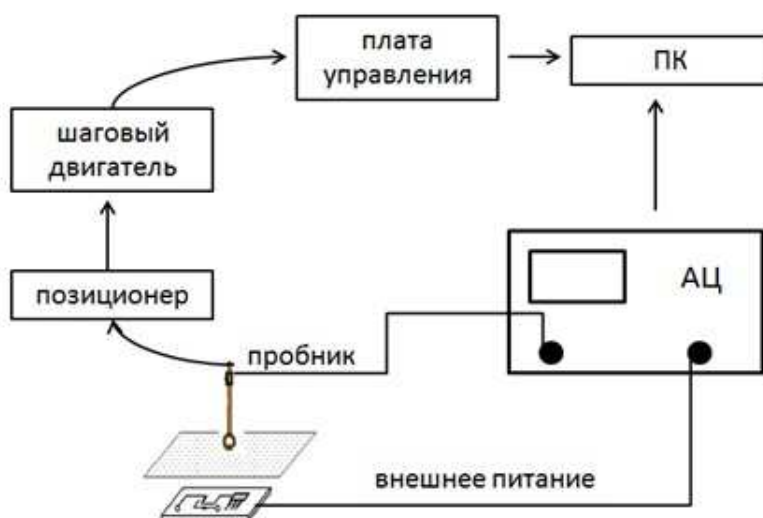 плата
управления
ПК
шаговый
двигатель
позиционер
АЦ
пробник
внешнее питание